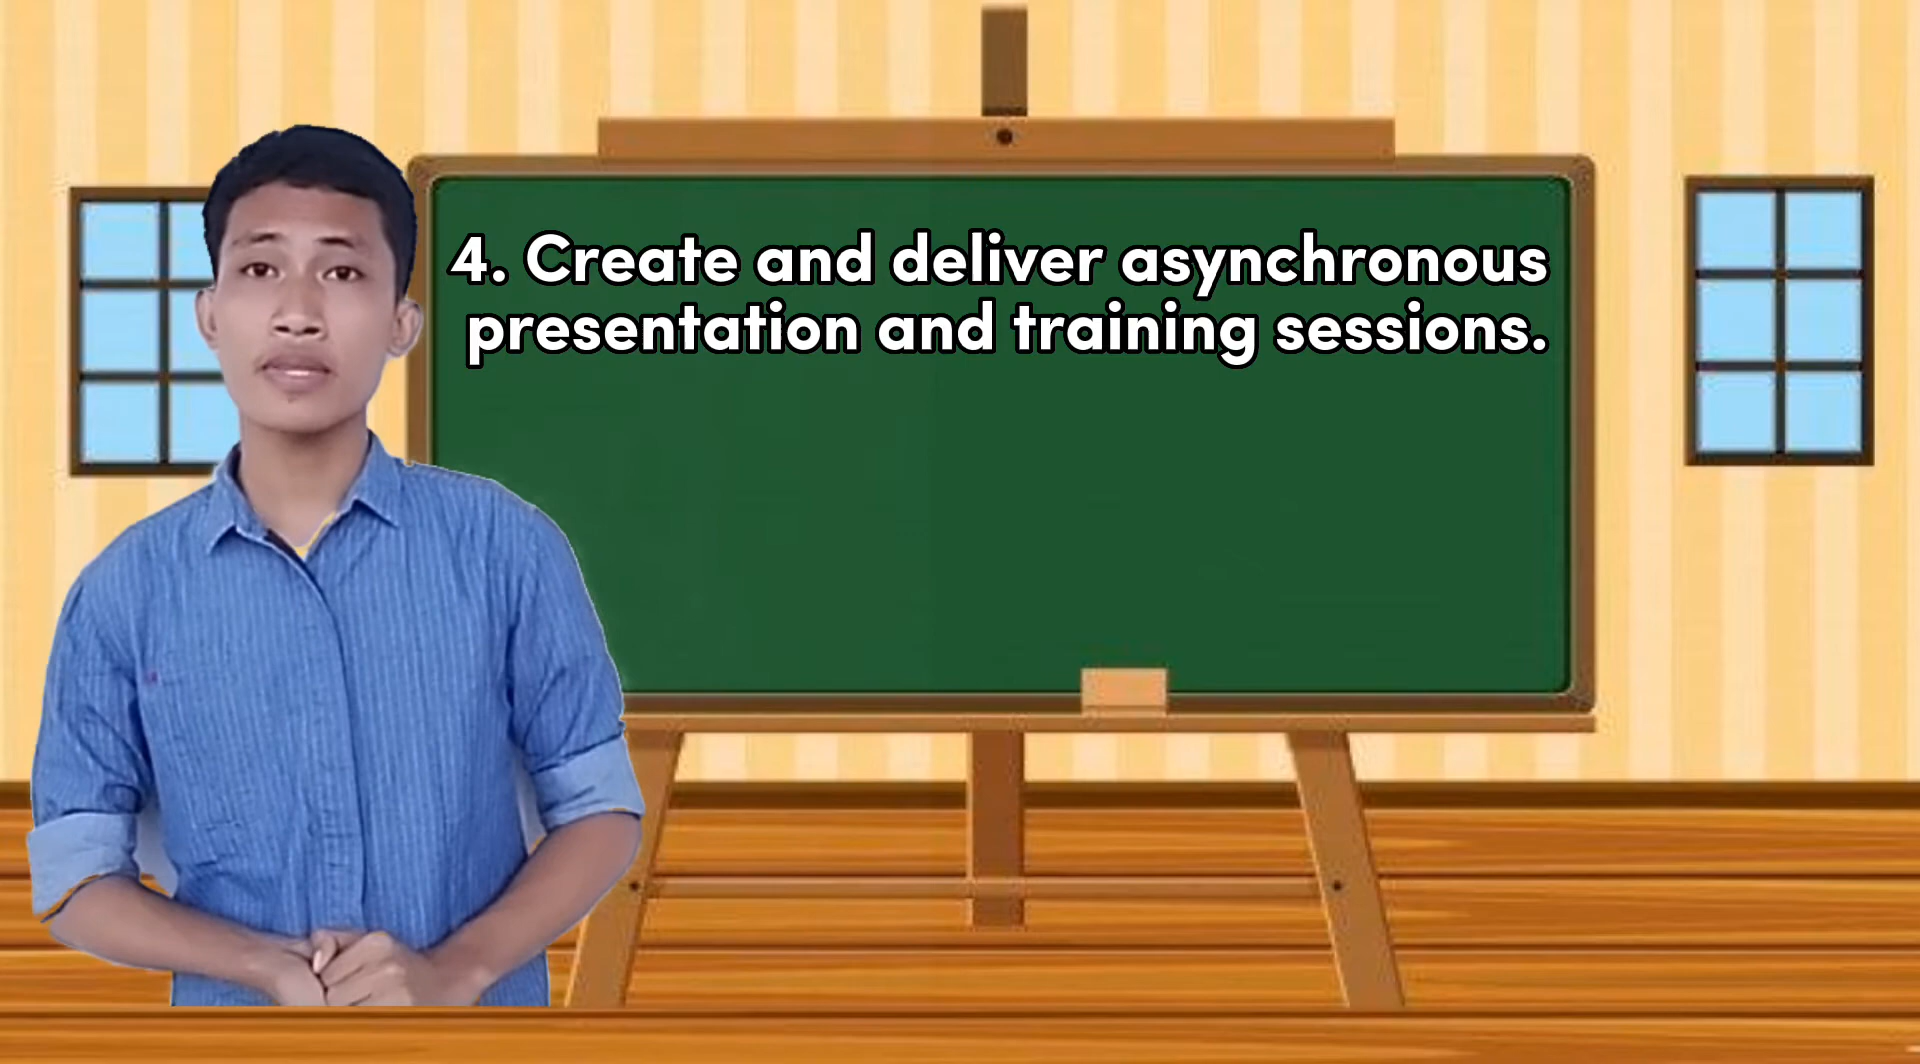 4. Create and deliver asynchronous
presentation and training sessions.